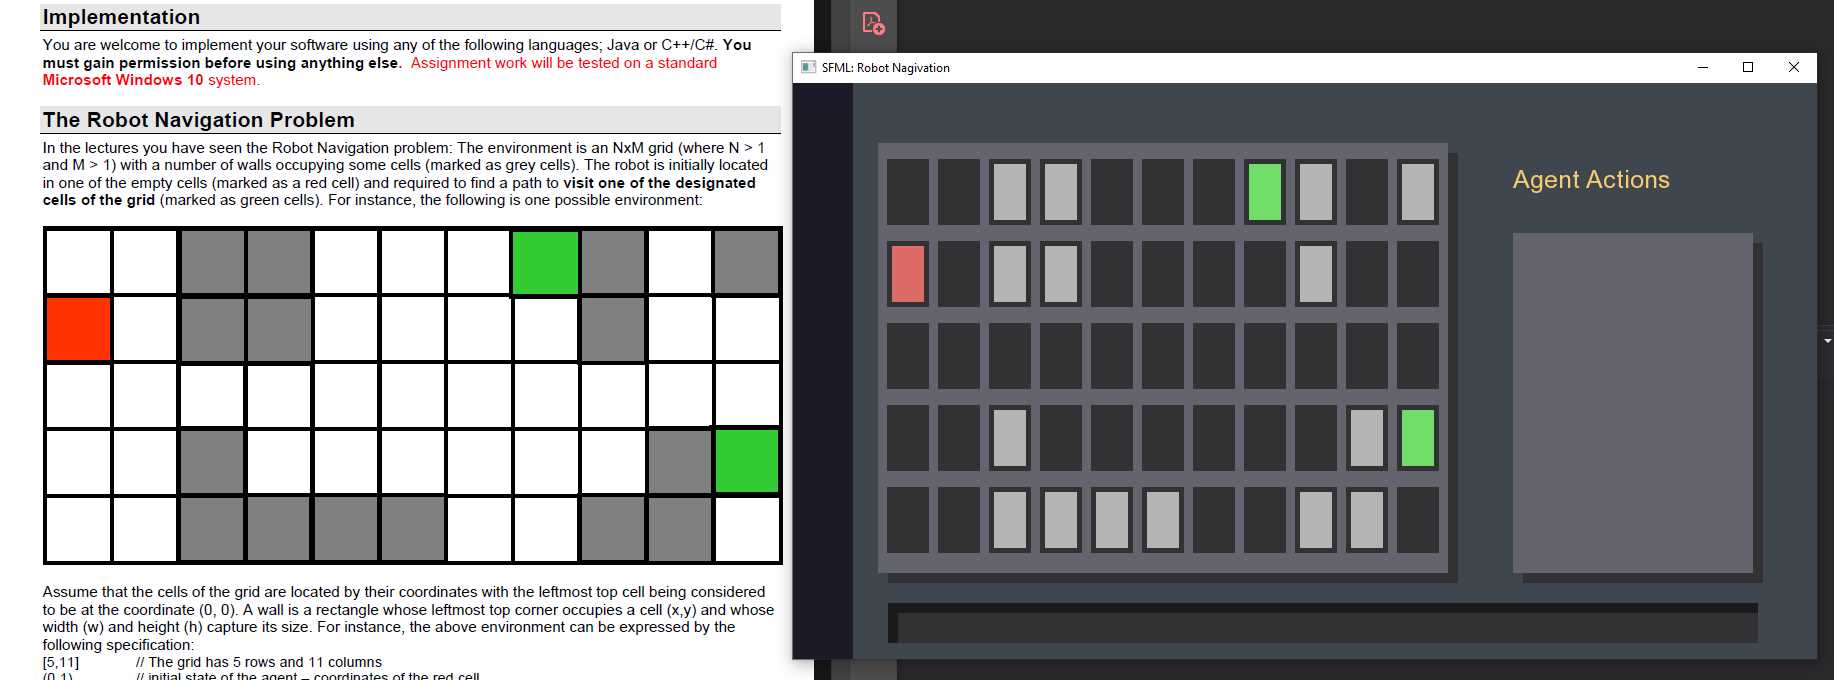 Implementation
You are welcome to implement your software using any of the following languages; Java or C++/C#. You
must gain permission before using anything else. Assignment work will be tested on a standard
Microsoft Windows 10 system.
The Robot Navigation Problem
In the lectures you have seen the Robot Navigation problem: The environment is an NxM grid (where N > 1
and M > 1) with a number of walls occupying some cells (marked as grey cells). The robot is initially located
in one of the empty cells (marked as a red cell) and required to find a path to visit one of the designated
cells of the grid (marked as green cells). For instance, the following is one possible environment:
Assume that the cells of the grid are located by their coordinates with the leftmost top cell being considered
to be at the coordinate (0, 0). A wall is a rectangle whose leftmost top corner occupies a cell (x,y) and whose
width (w) and height (h) capture its size. For instance, the above environment can be expressed by the
following specification:
[5,11] // The grid has 5 rows and 11 columns
(0,1) // initial state of the agent – coordinates of the red cell
SFML: Robot Nagivation
Agent Actions